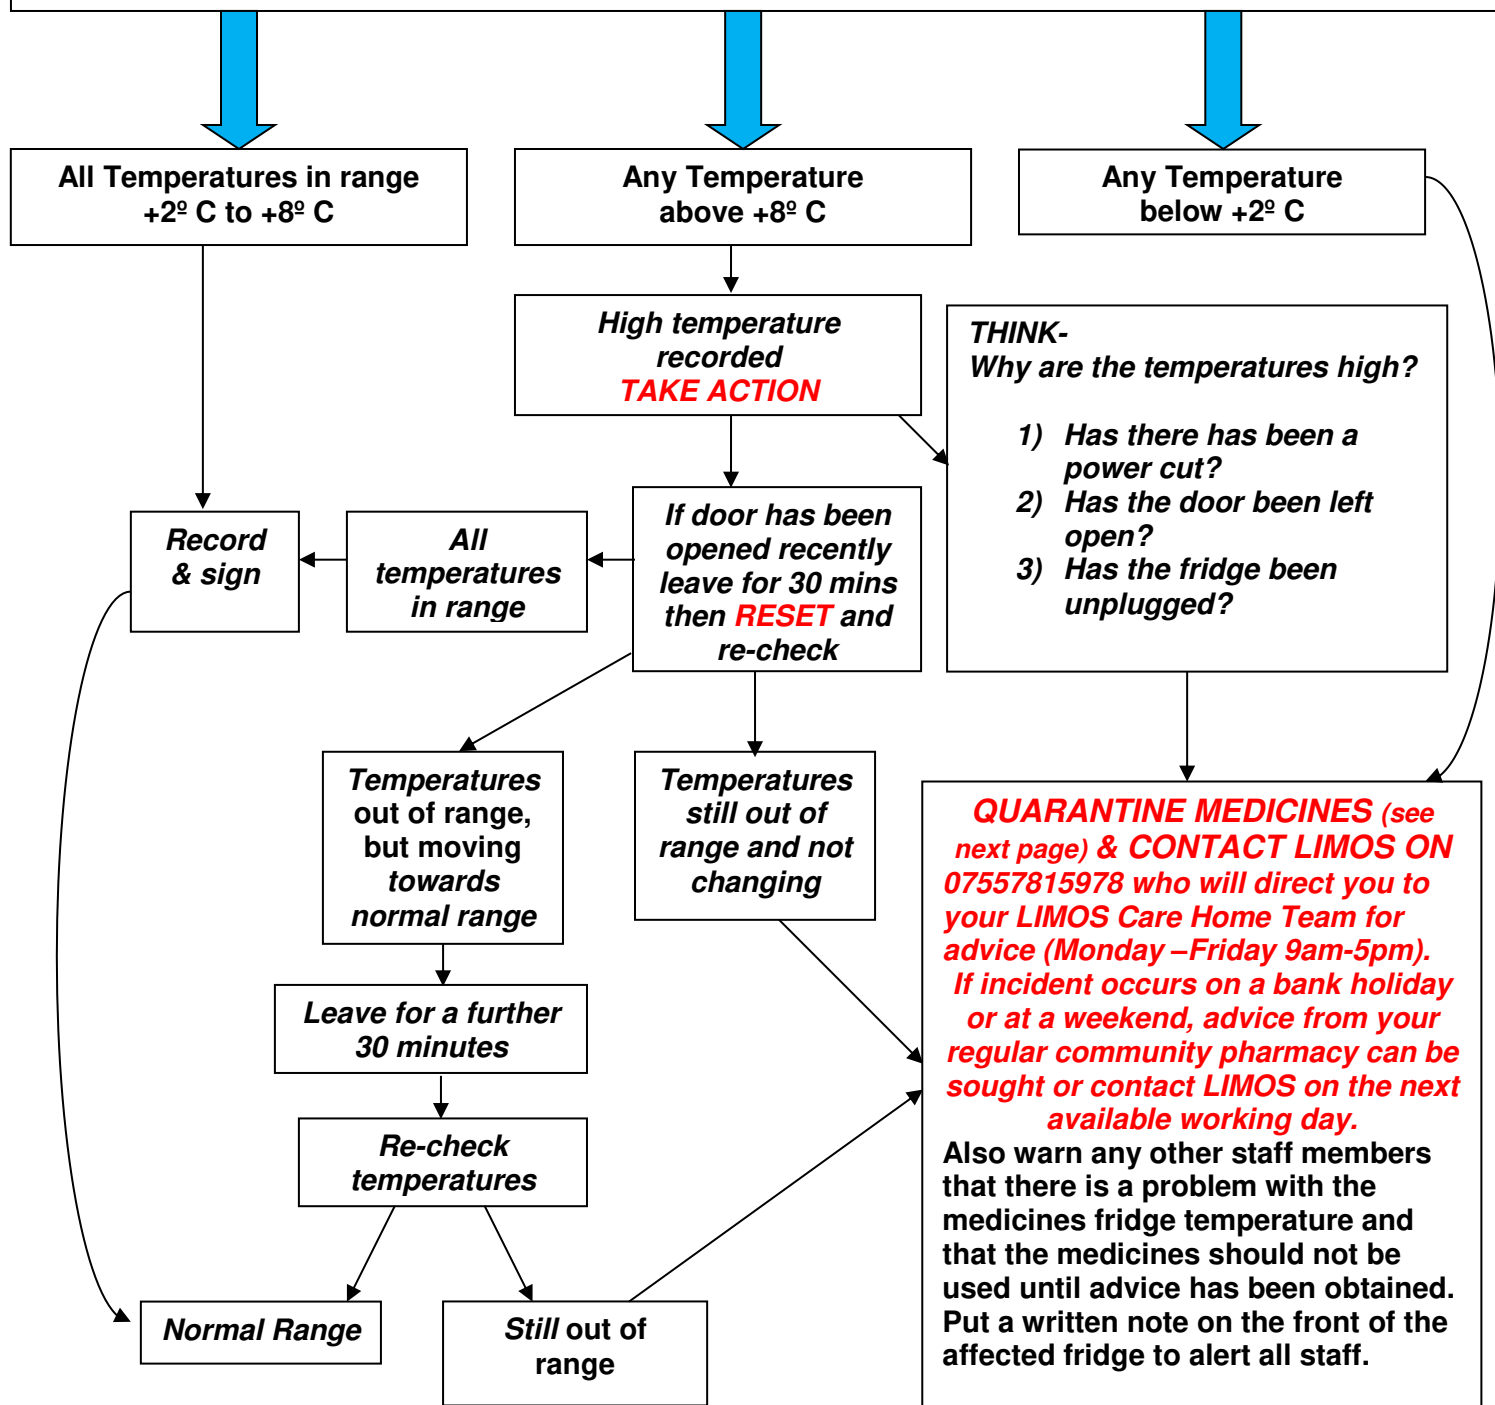 All Temperatures in range
+2º C to +8º C
Any Temperature
above +8º C
Any Temperature
below +2º C
High temperature
recorded
TAKE ACTION
THINK-
Why are the temperatures high?
1) Has there has been a
power cut?
2) Has the door been left
open?
3) Has the fridge been
unplugged?
Record
& sign
All
temperatures
in range
If door has been
opened recently
leave for 30 mins
then RESET and
re-check
Temperatures
out of range,
but moving
towards
normal range
Temperatures
still out of
range and not
changing
QUARANTINE MEDICINES (see
next page) & CONTACT LIMOS ON
07557815978 who will direct you to
your LIMOS Care Home Team for
advice (Monday –Friday 9am-5pm).
If incident occurs on a bank holiday
or at a weekend, advice from your
regular community pharmacy can be
sought or contact LIMOS on the next
available working day.
Also warn any other staff members
that there is a problem with the
medicines fridge temperature and
that the medicines should not be
used until advice has been obtained.
Put a written note on the front of the
affected fridge to alert all staff.
Leave for a further
30 minutes
Re-check
temperatures
Normal Range
Still out of
range